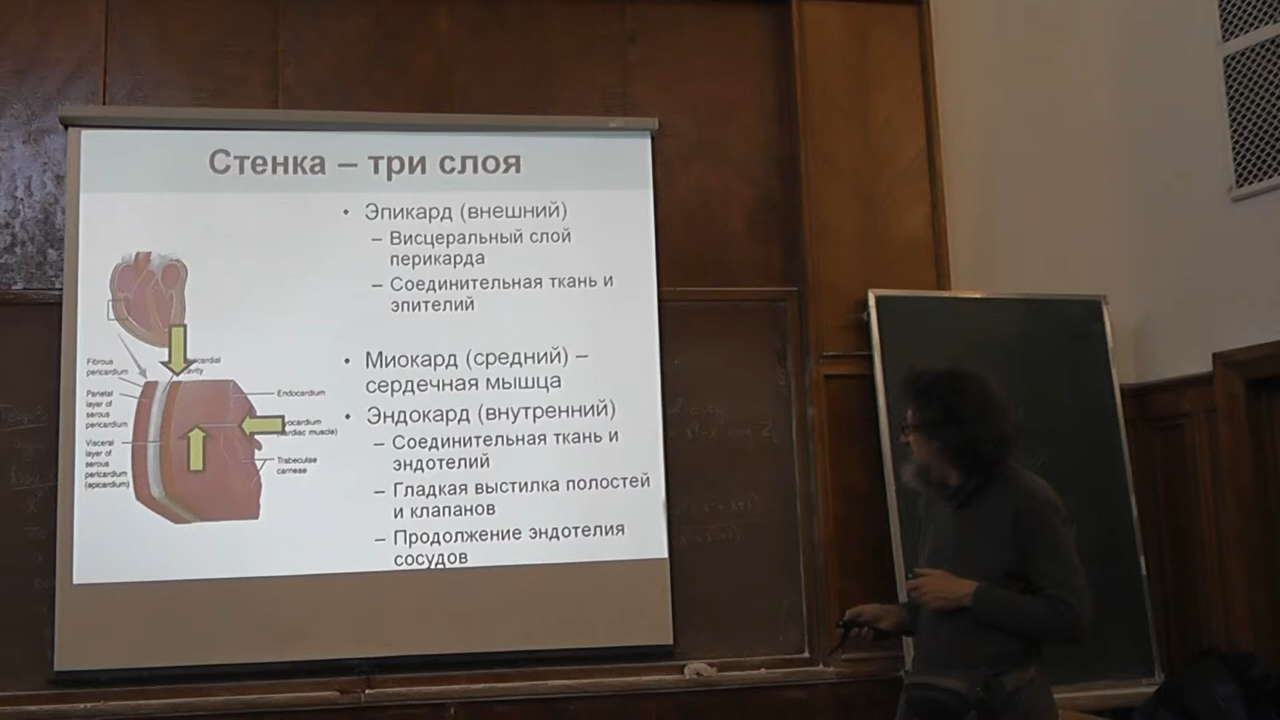 Стенка – три слоя
• Эпикард (внешний)
– Висцеральный слой
перикарда
– Соединительная ткань и
эпителий
• Миокард (средний) –
сердечная мышца
• Эндокард (внутренний)
– Соединительная ткань и
эндотелий
– Гладкая выстилка полостей
и клапанов
– Продолжение эндотелия
сосудов
Fibrous
pericardium
Parietal
layer of
serous
pericardium
Visceral
layer of
serous
pericardium
(epicardium)
Endocardium
Trabeculae
carneae